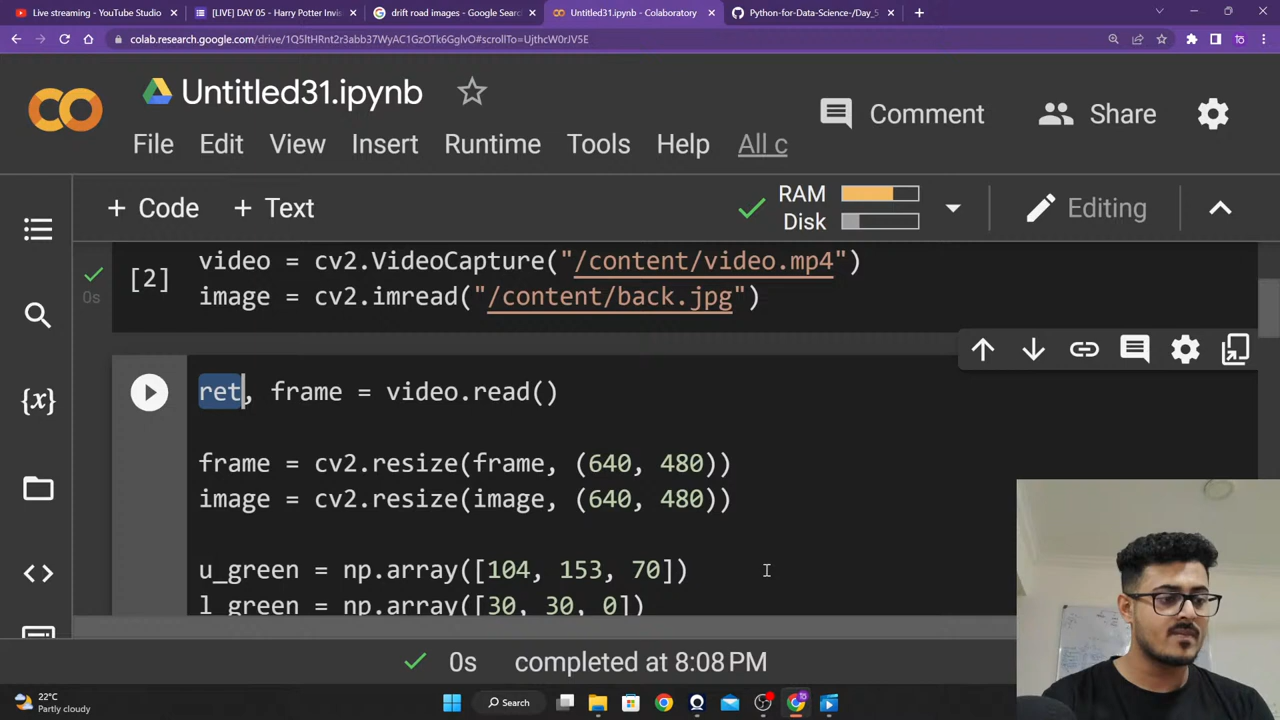 Live streaming - YouTube Studio
[LIVE] DAY 05 - Harry Potter Invis
drift road images - Google Search
Untitled31.ipynb - Colaboratory
Python-for-Data-Science-/Day_5
colab.research.google.com/drive/1Q5ltHRnt2r3abb37WyAC1GzOTk6GglvO#scrollTo=UjthcW0rJV5E
Untitled31.ipynb
Comment
Share
File Edit View Insert Runtime Tools Help All c
+ Code + Text
RAM
Disk
Editing
[2]
0s
video = cv2.VideoCapture("/content/video.mp4")
image = cv2.imread("/content/back.jpg")
ret, frame = video.read()
frame = cv2.resize(frame, (640, 480))
image = cv2.resize(image, (640, 480))
u_green = np.array([104, 153, 70])
l_green = np.array([30, 30, 0])
{x}
0s completed at 8:08 PM
22°C
Partly cloudy
Search